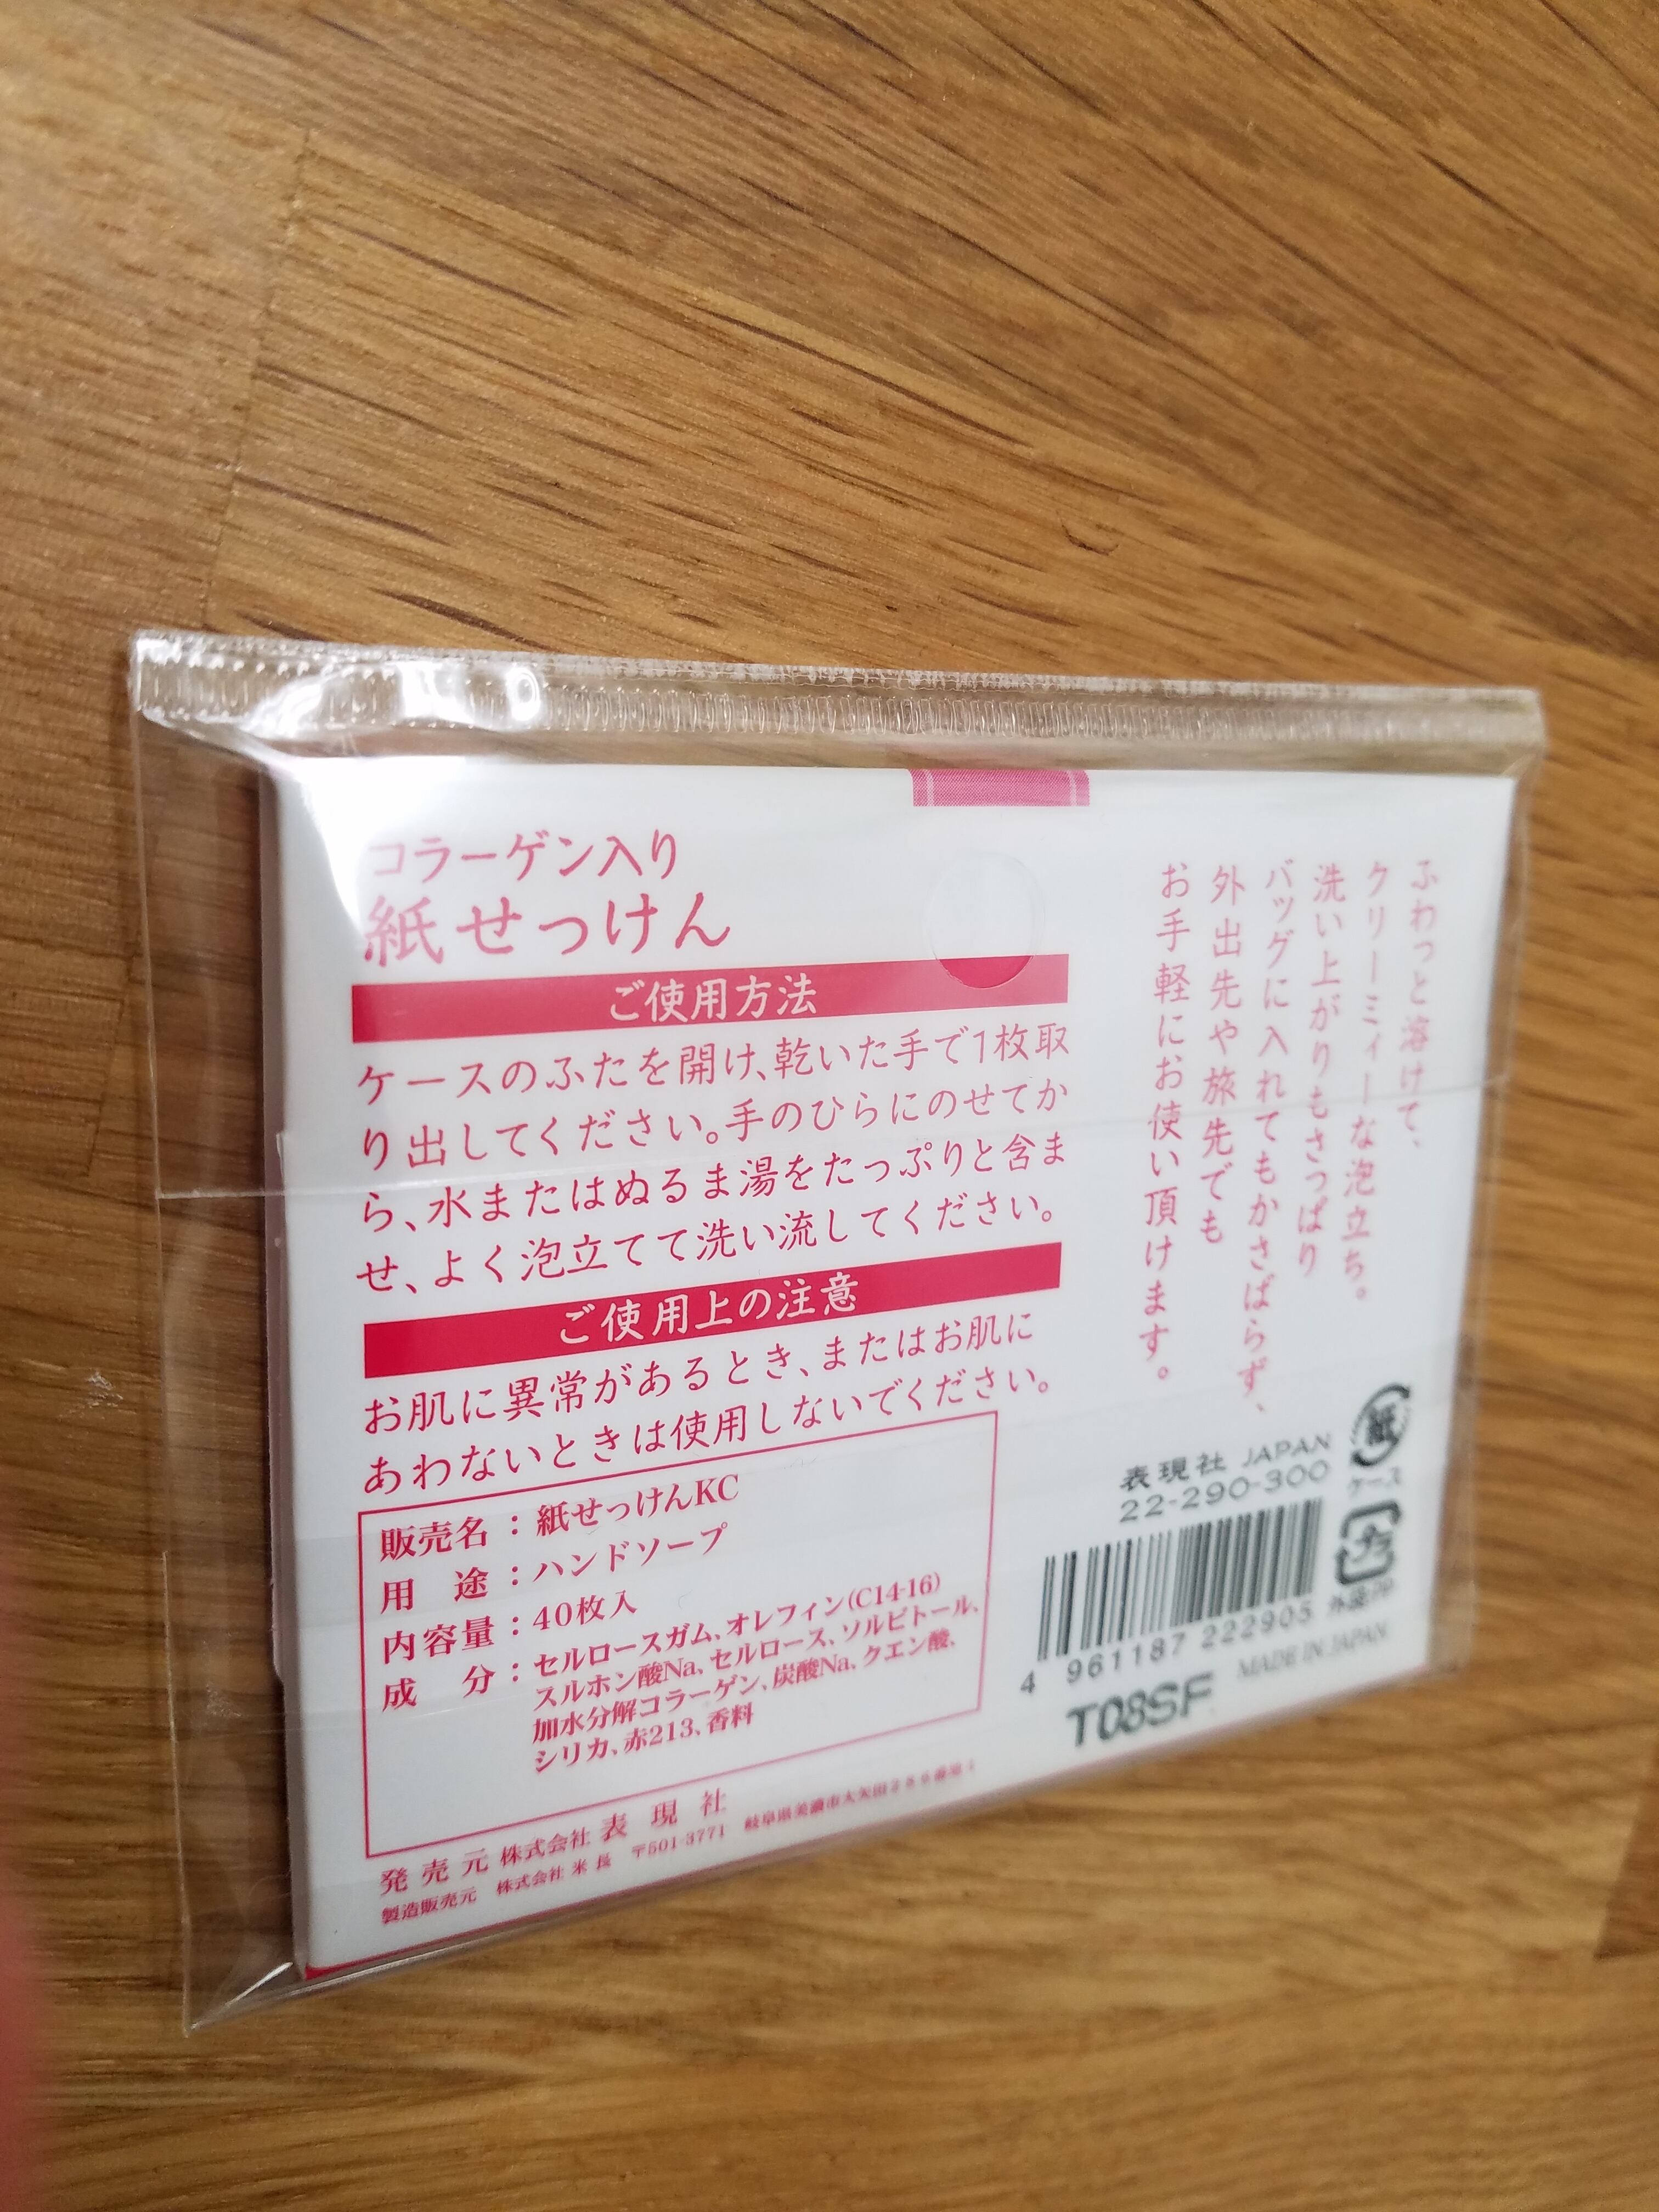 コラーゲン入り
紙せっけん
ご使用方法
ケースのふたを開け、乾いた手で1枚取
り出してください。手のひらにのせてか
ら、水またはぬるま湯をたっぷりと含ま
せ、よく泡立てて洗い流してください。
ご使用上の注意
お肌に異常があるとき、またはお肌に
あわないときは使用しないでください。
販売名：紙せっけんKC
用　途：ハンドソープ
内容量：40枚入
成　分：セルロースガム、オレフィン(C14-16)
スルホン酸Na、セルロース、ソルビトール、
加水分解コラーゲン、炭酸Na、クエン酸、
シリカ、赤213、香料
発売元 株式会社 表現社
製造販売元 株式会社 米長 〒501-3771 岐阜県美濃市大矢田
ふわっと溶けて、
クリーミィーな泡立ち。
洗い上がりもさっぱり
バッグに入れてもかさばらず、
外出先や旅先でも
お手軽にお使い頂けます。
紙
ケース
プラ
外装:PP
表現社 JAPAN
22-290-300
4 961187 222905
MADE IN JAPAN
T08SF